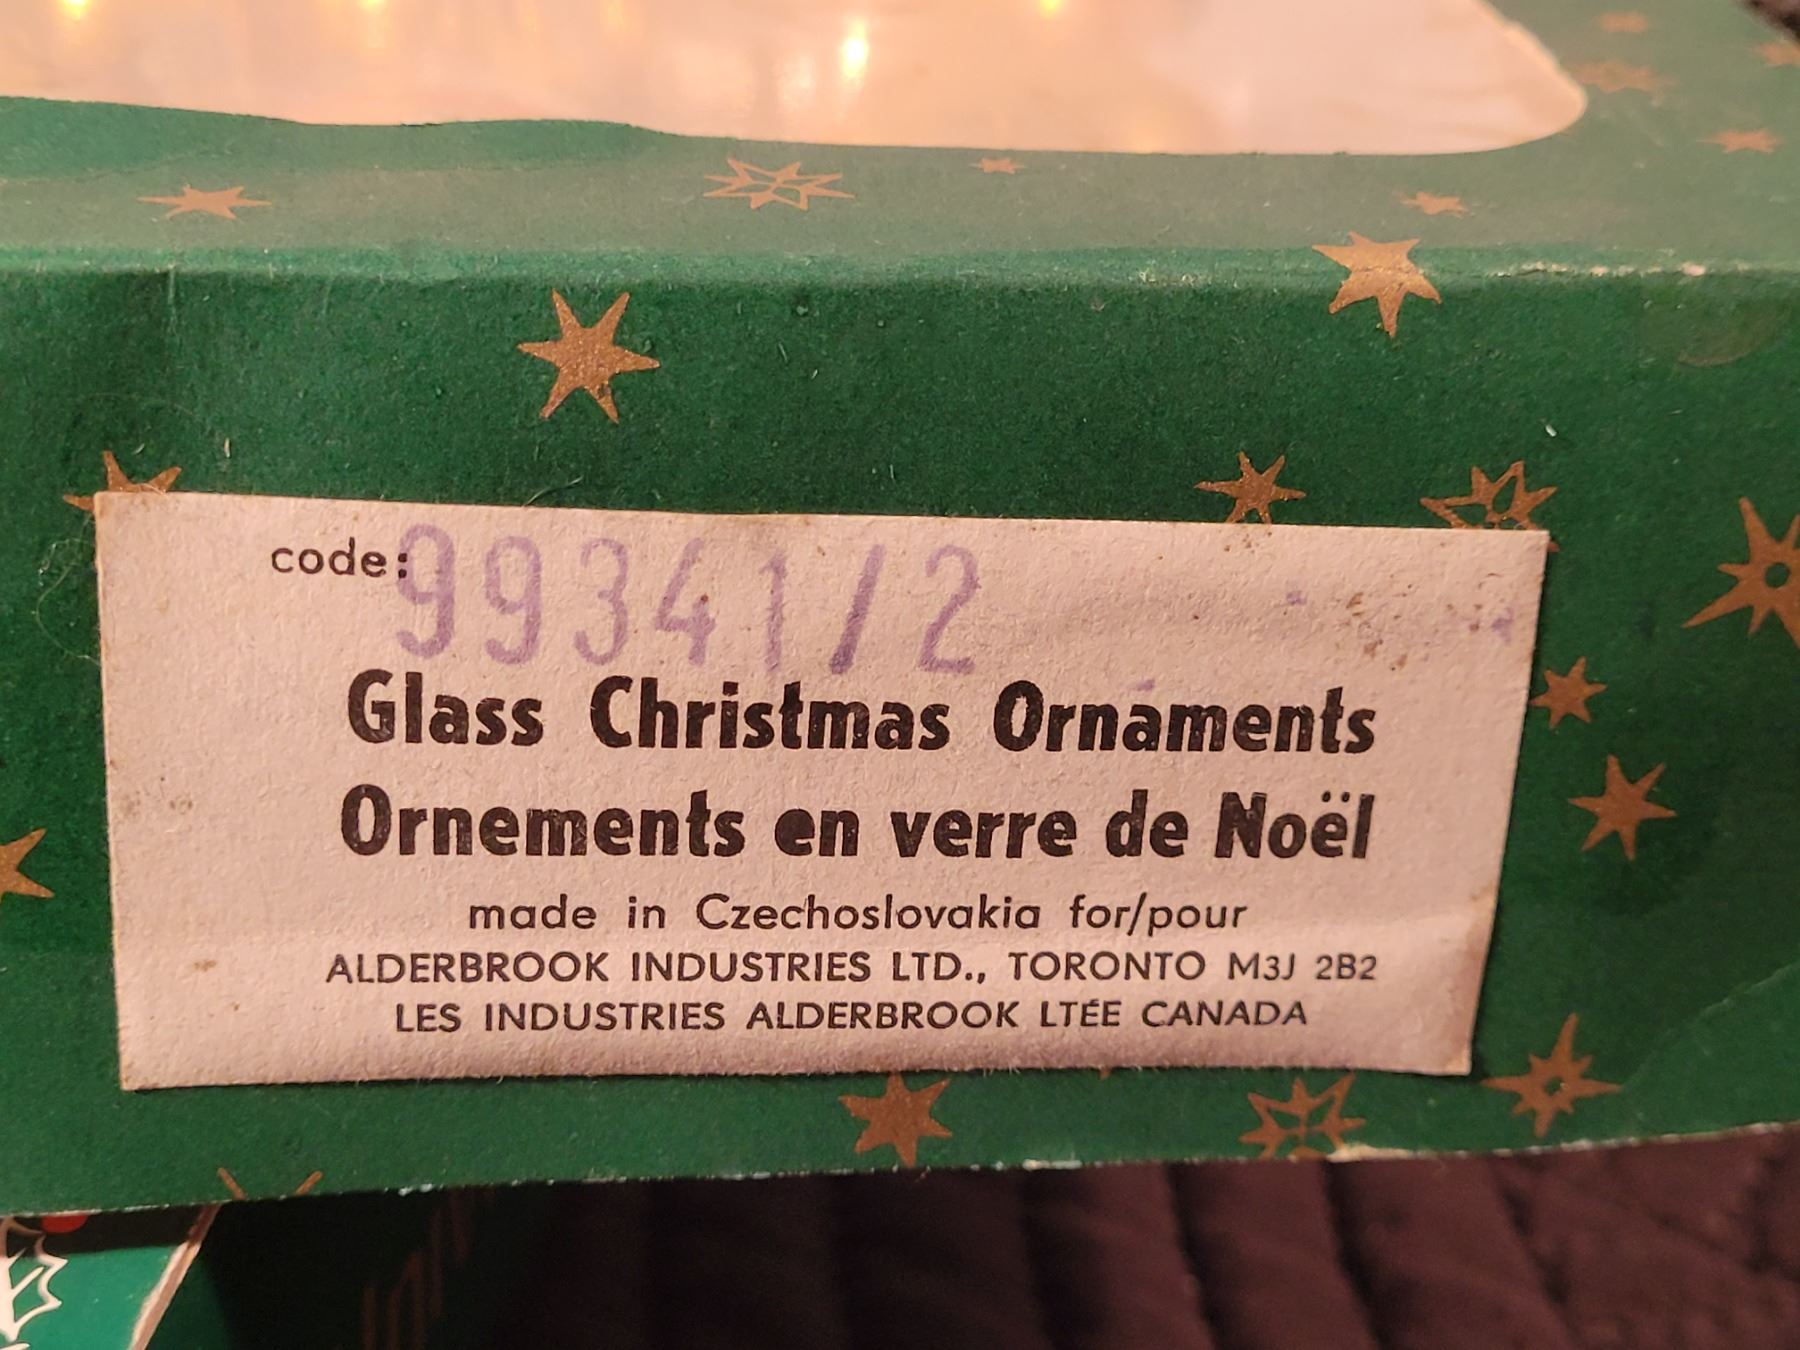 code: 99341/2
Glass Christmas Ornaments
Ornements en verre de Noël
made in Czechoslovakia for/pour
ALDERBROOK INDUSTRIES LTD., TORONTO M3J 2B2
LES INDUSTRIES ALDERBROOK LTÉE CANADA